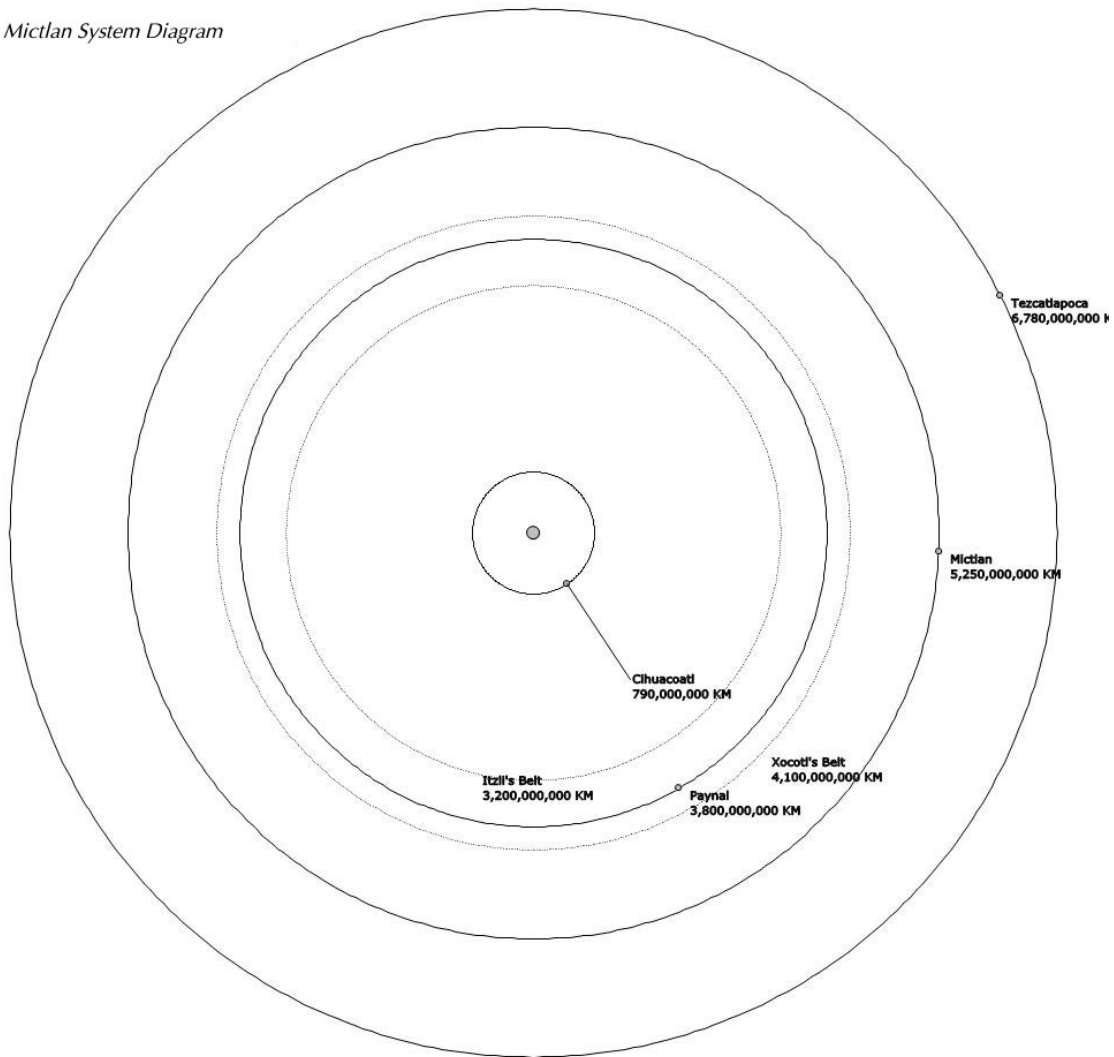 Mictlan System Diagram
Tezcatlapoca
6,780,000,000 K
Mictlan
5,250,000,000 KM
Cihuacoatl
790,000,000 KM
Xocotl's Belt
4,100,000,000 KM
Itzli's Belt
3,200,000,000 KM
Paynal
3,800,000,000 KM